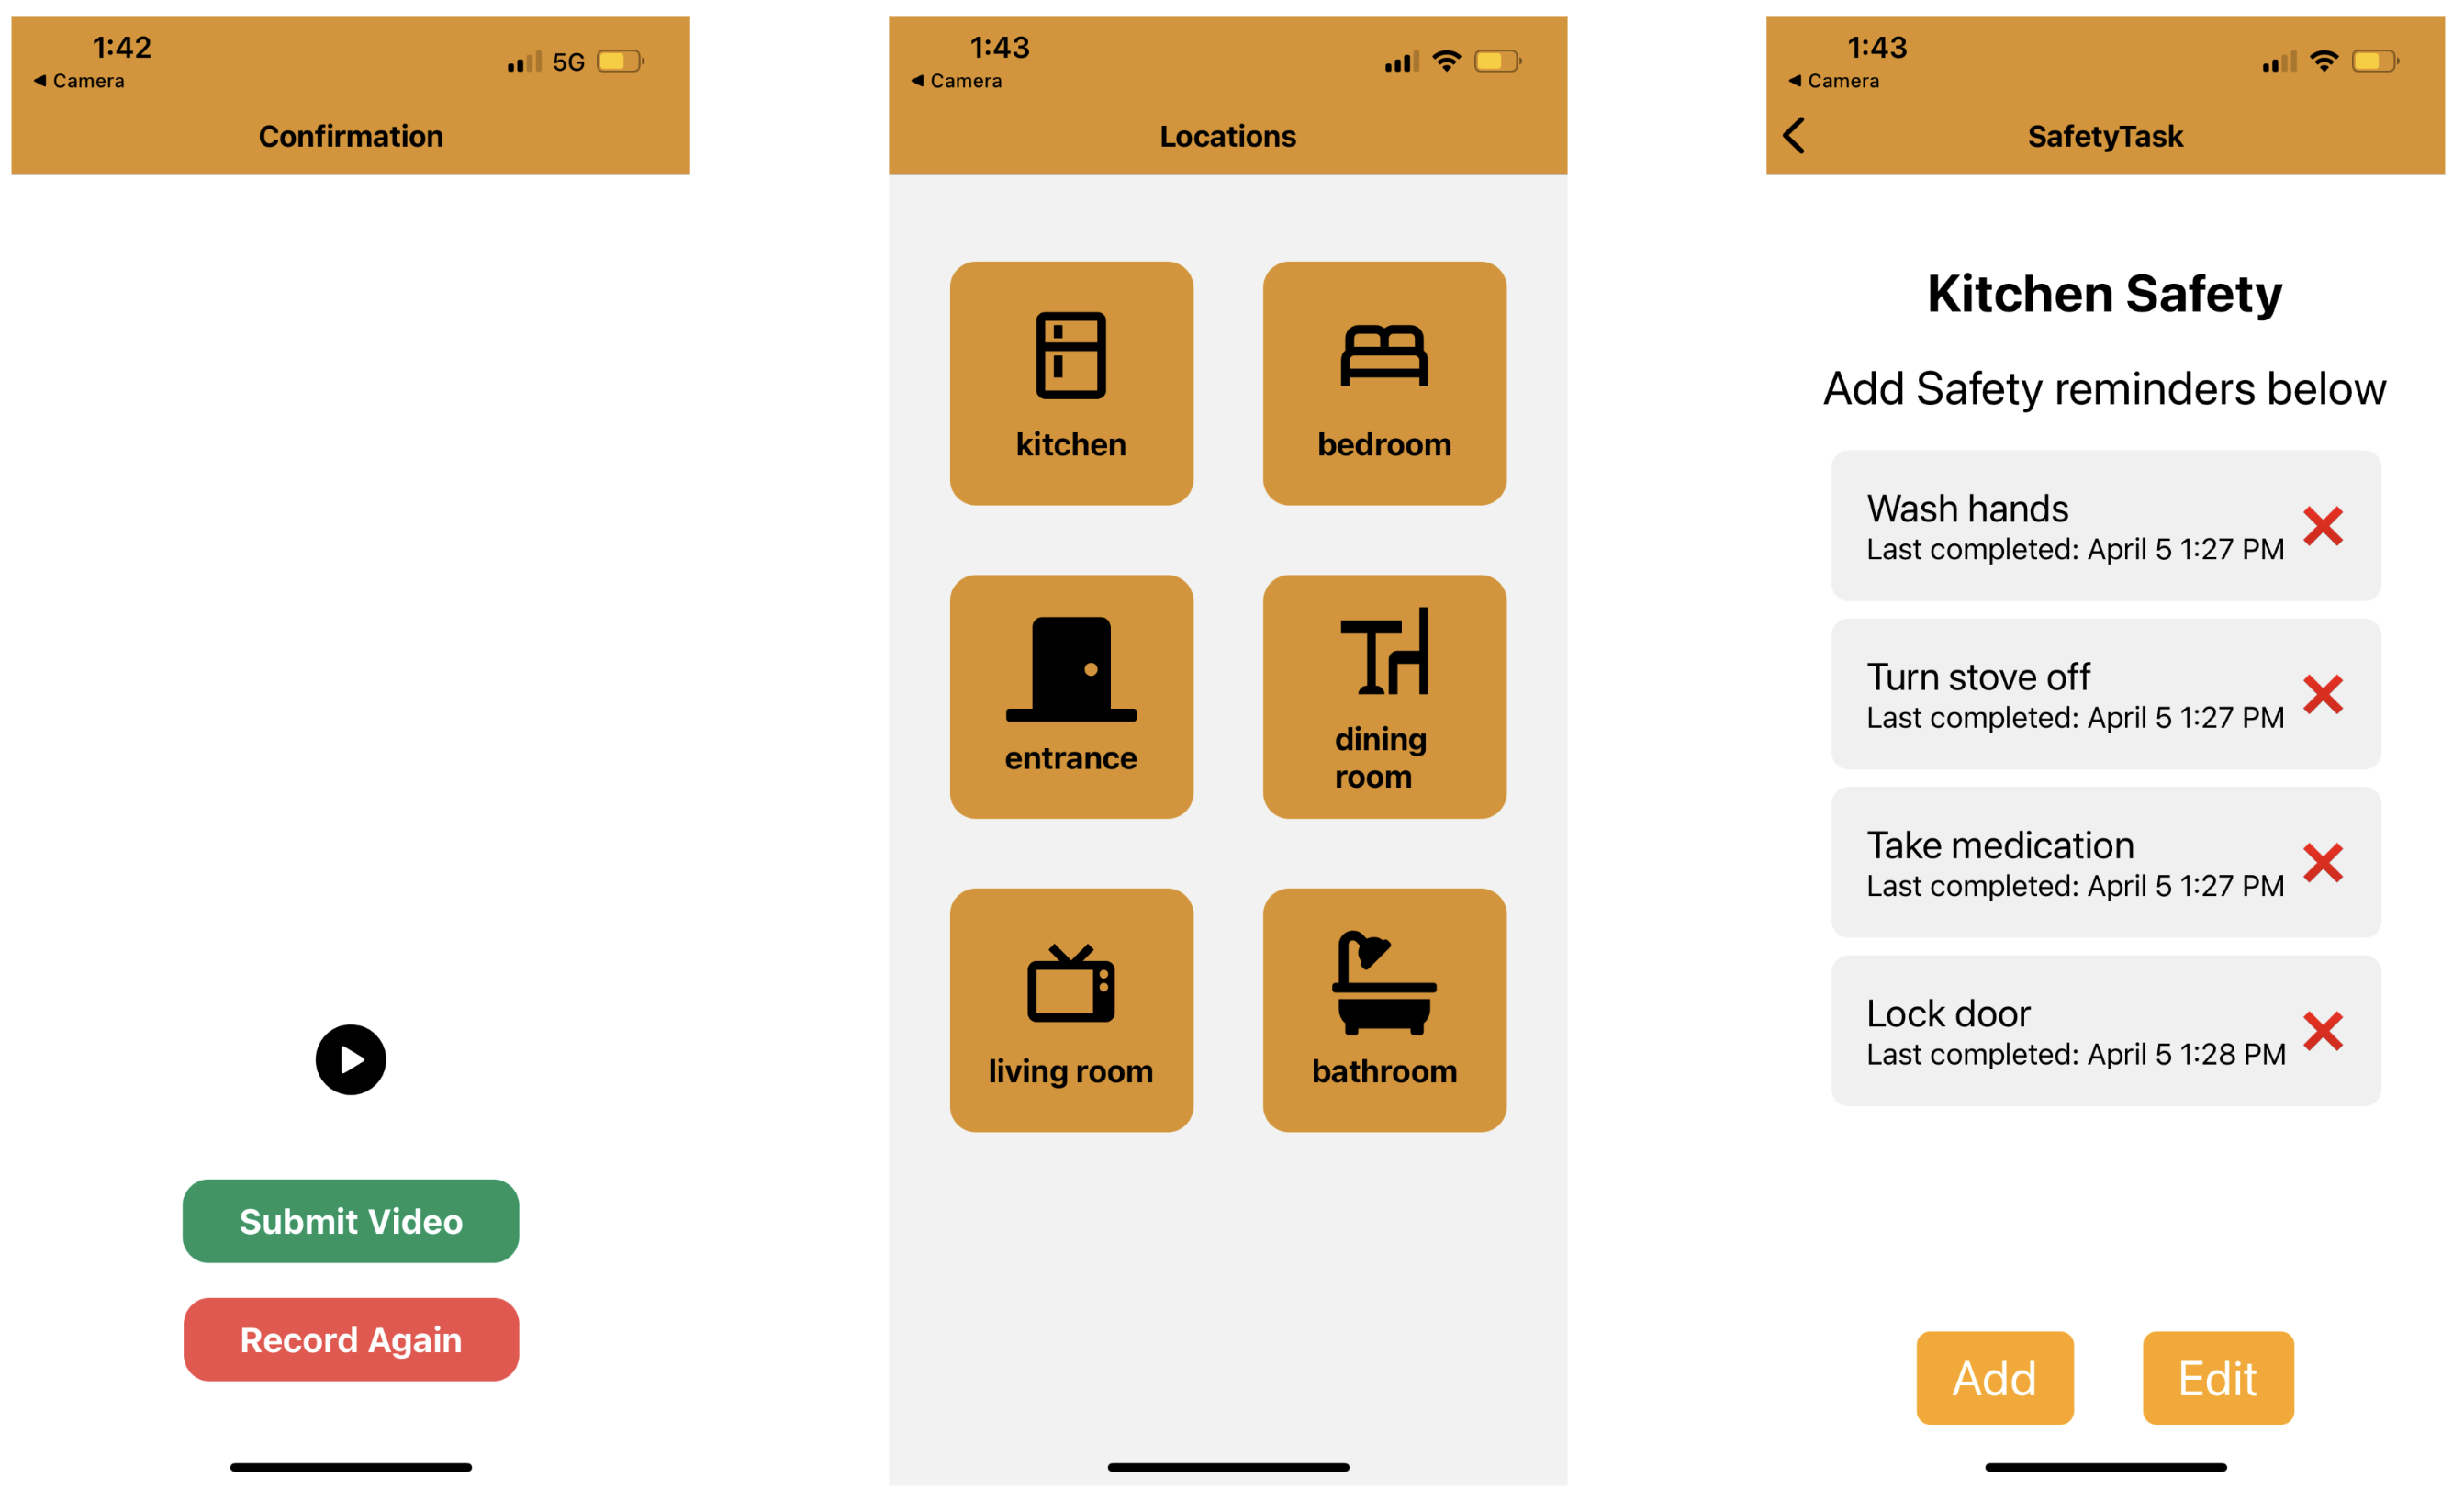 1:42
5G
◀ Camera
Confirmation
Submit Video
Record Again
1:43
◀ Camera
Locations
kitchen
bedroom
entrance
dining
room
living room
bathroom
1:43
◀ Camera
SafetyTask
Kitchen Safety
Add Safety reminders below
Wash hands
Last completed: April 5 1:27 PM
Turn stove off
Last completed: April 5 1:27 PM
Take medication
Last completed: April 5 1:27 PM
Lock door
Last completed: April 5 1:28 PM
Add
Edit